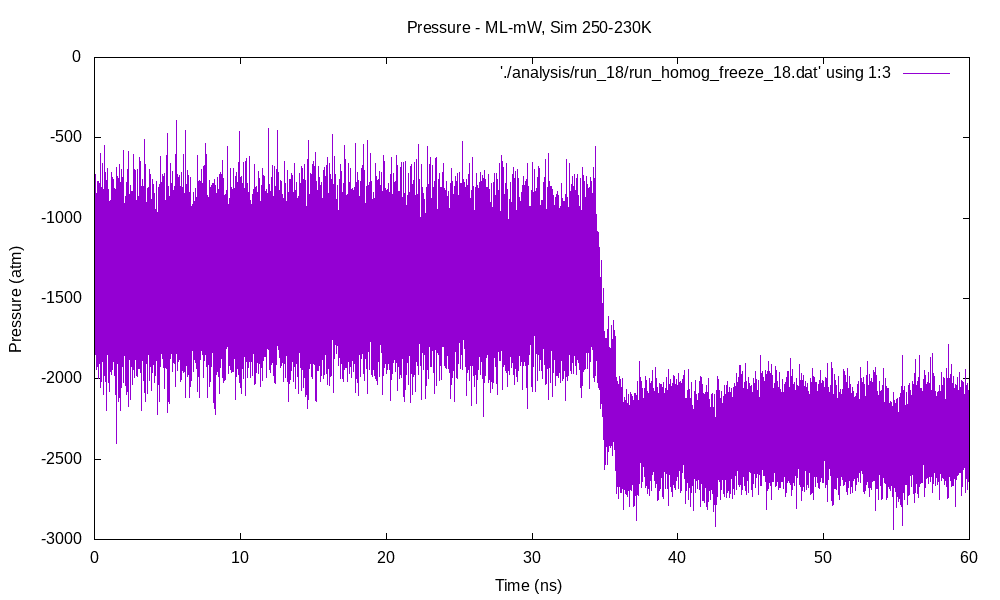 Pressure - ML-mW, Sim 250-230K
'./analysis/run_18/run_homog_freeze_18.dat' using 1:3
Pressure (atm)
0
-500
-1000
-1500
-2000
-2500
-3000
0 10 20 30 40 50 60
Time (ns)